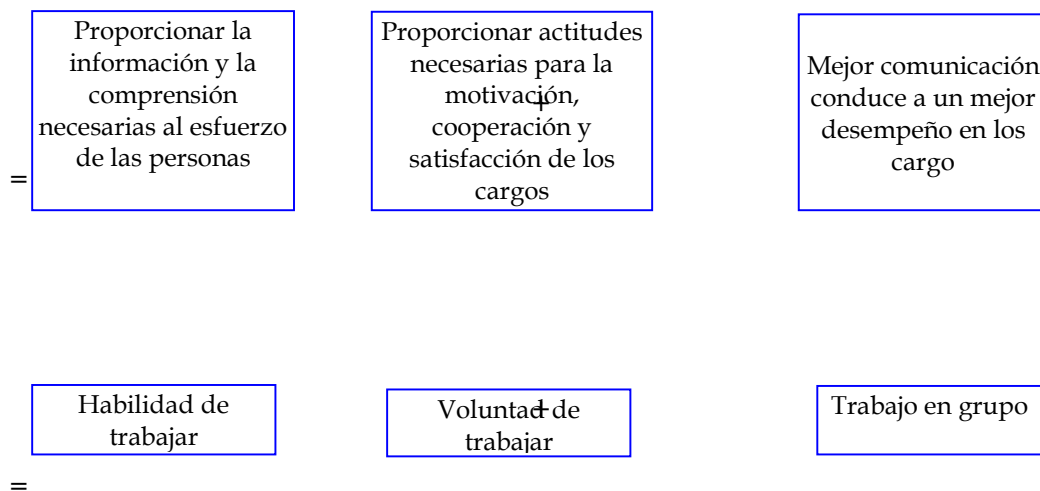 Proporcionar la
información y la
comprensión
necesarias al esfuerzo
de las personas
Proporcionar actitudes
necesarias para la
motivación,
cooperación y
satisfacción de los
cargos
+
Mejor comunicación
conduce a un mejor
desempeño en los
cargo
=
Habilidad de
trabajar
Voluntad de
trabajar
+
Trabajo en grupo
=